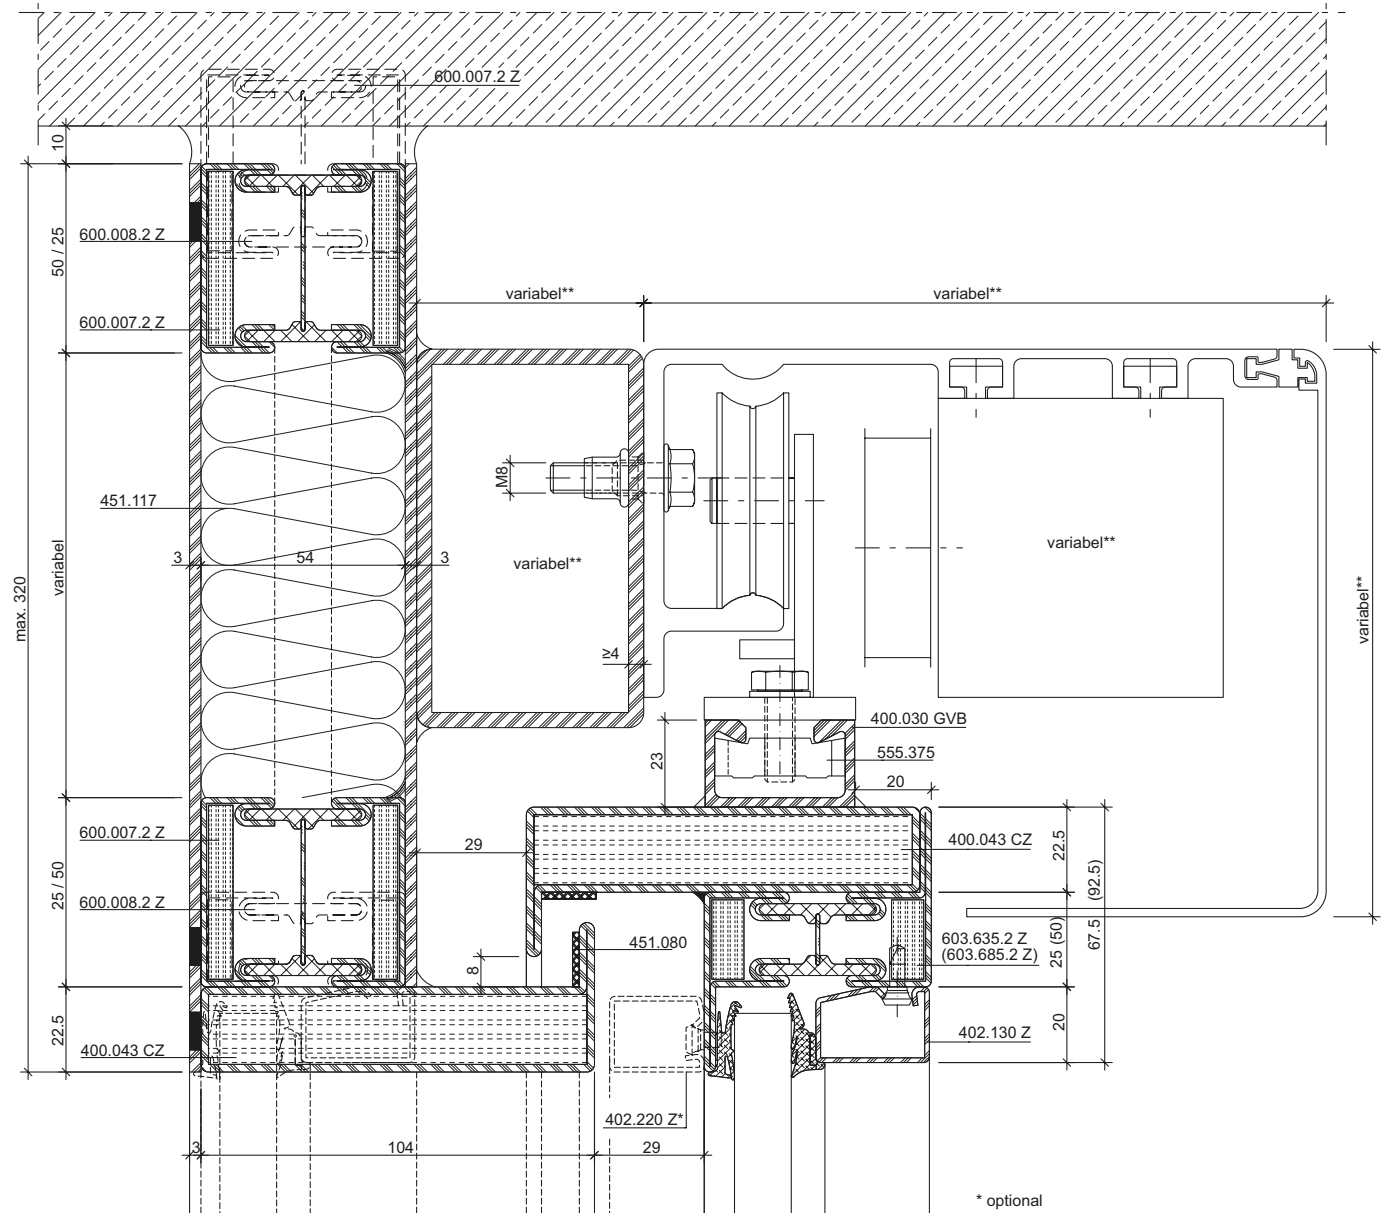 600.007.2 Z
10
600.008.2 Z
50 / 25
variabel**
variabel**
600.007.2 Z
M8
451.117
variabel**
variabel**
3
54
3
variabel
max. 320
variabel**
≥4
400.030 GVB
23
555.375
20
600.007.2 Z
29
400.043 CZ
22.5
(92.5)
25 / 50
600.008.2 Z
451.080
603.635.2 Z
(603.685.2 Z)
25 (50)
67.5
8
22.5
400.043 CZ
402.130 Z
20
402.220 Z*
3
104
29
* optional